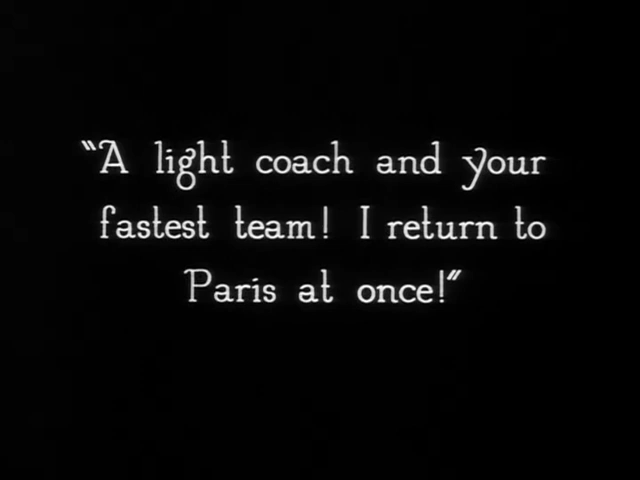 "A light coach and your
fastest team! I return to
Paris at once!"